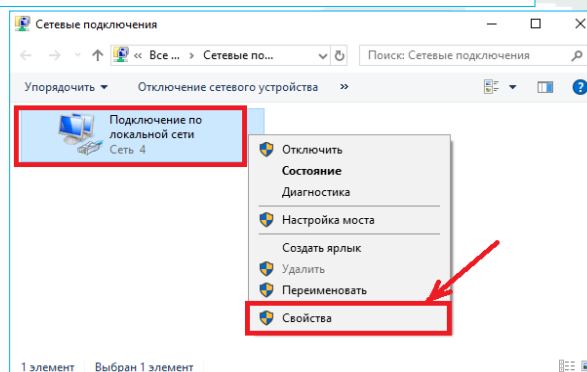 Сетевые подключения
« Все ... › Сетевые по...
Поиск: Сетевые подключения
Упорядочить
Отключение сетевого устройства »
Подключение по
локальной сети
Сеть 4
Отключить
Состояние
Диагностика
Настройка моста
Создать ярлык
Удалить
Переименовать
Свойства
1 элемент Выбран 1 элемент